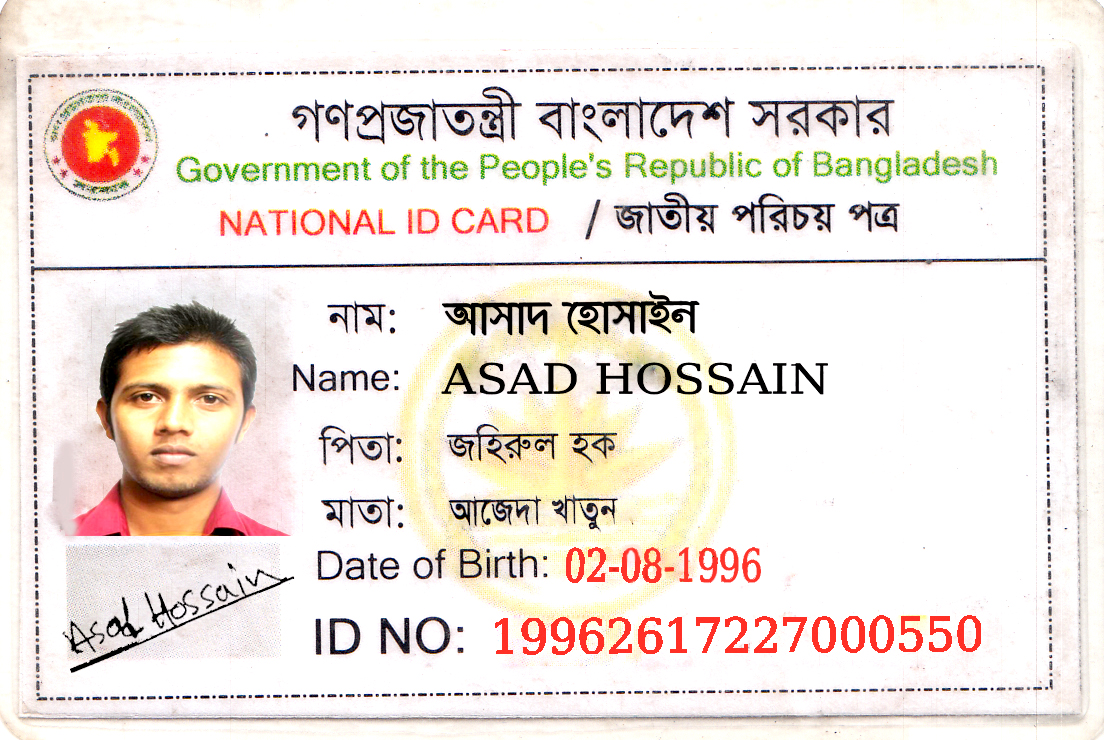 গণপ্রজাতন্ত্রী বাংলাদেশ সরকার
Government of the People's Republic of Bangladesh
NATIONAL ID CARD / জাতীয় পরিচয় পত্র
নাম: আসাদ হোসাইন
Name: ASAD HOSSAIN
পিতা: জহিরুল হক
মাতা: আজেদা খাতুন
Date of Birth: 02-08-1996
Asad Hossain
ID NO: 19962617227000550